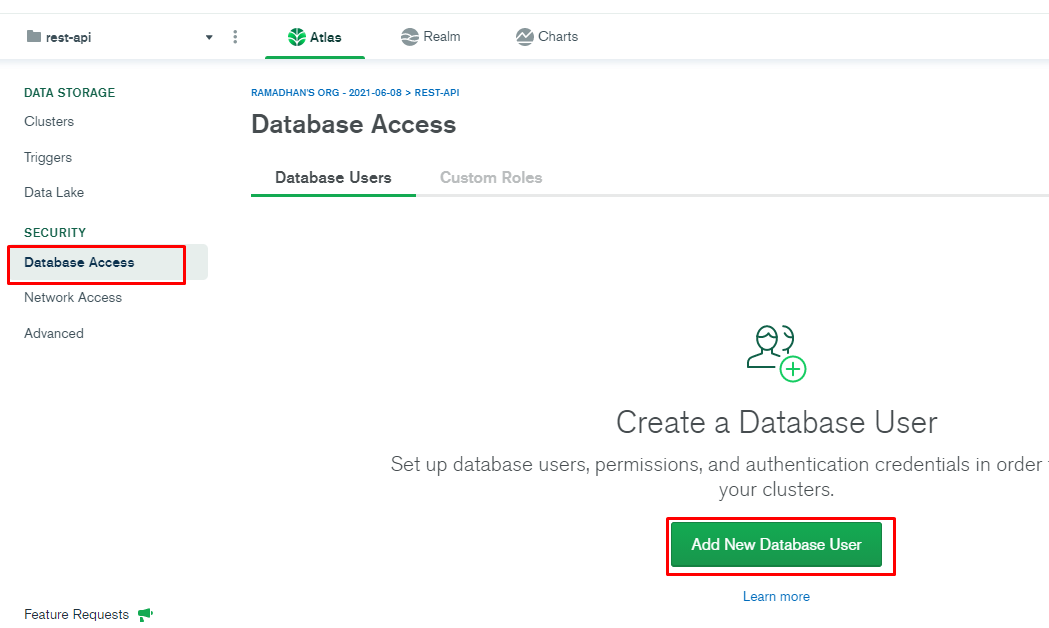 rest-api
Atlas
Realm
Charts
DATA STORAGE
Clusters
Triggers
Data Lake
SECURITY
Database Access
Network Access
Advanced
Feature Requests
RAMADHAN'S ORG - 2021-06-08 > REST-API
Database Access
Database Users
Custom Roles
Create a Database User
Set up database users, permissions, and authentication credentials in order
your clusters.
Add New Database User
Learn more